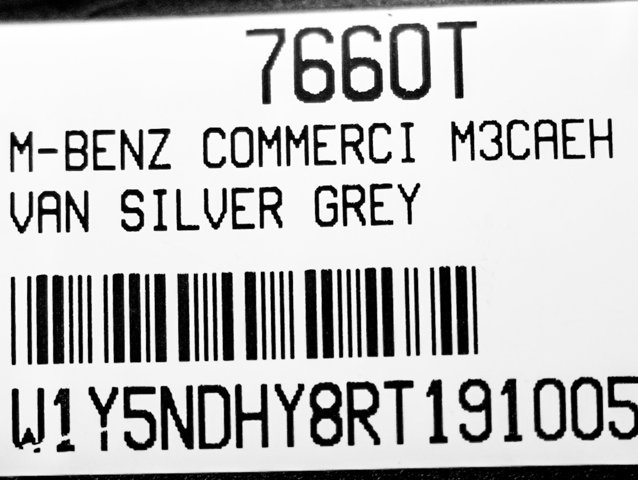 7660T
M-BENZ COMMERCI M3CAEH
VAN SILVER GREY
W1Y5NDHY8RT191005